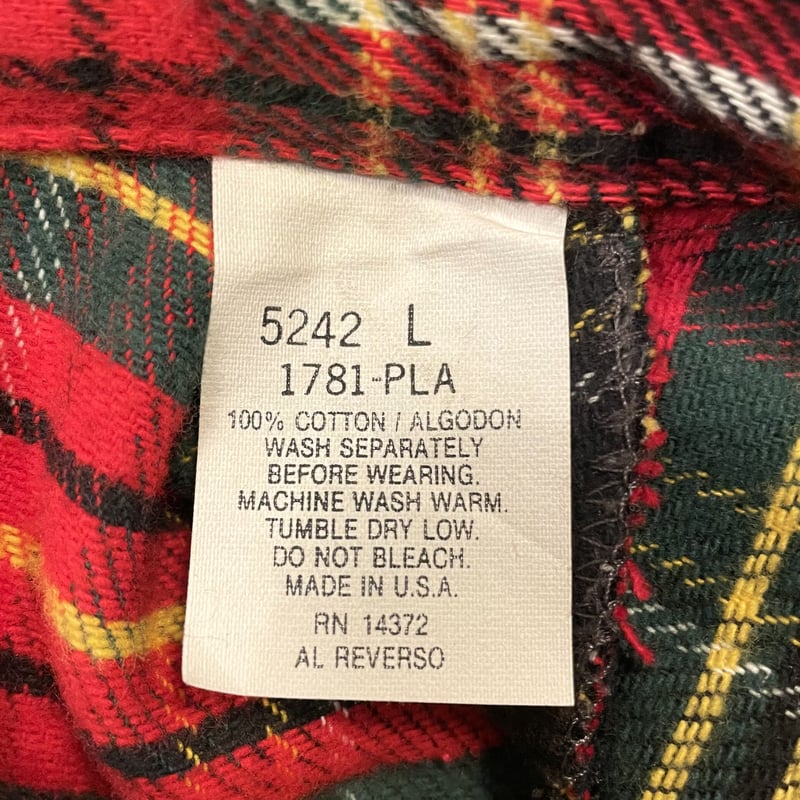 5242 L
1781-PLA
100% COTTON / ALGODON
WASH SEPARATELY
BEFORE WEARING.
MACHINE WASH WARM.
TUMBLE DRY LOW.
DO NOT BLEACH.
MADE IN U.S.A.
RN 14372
AL REVERSO